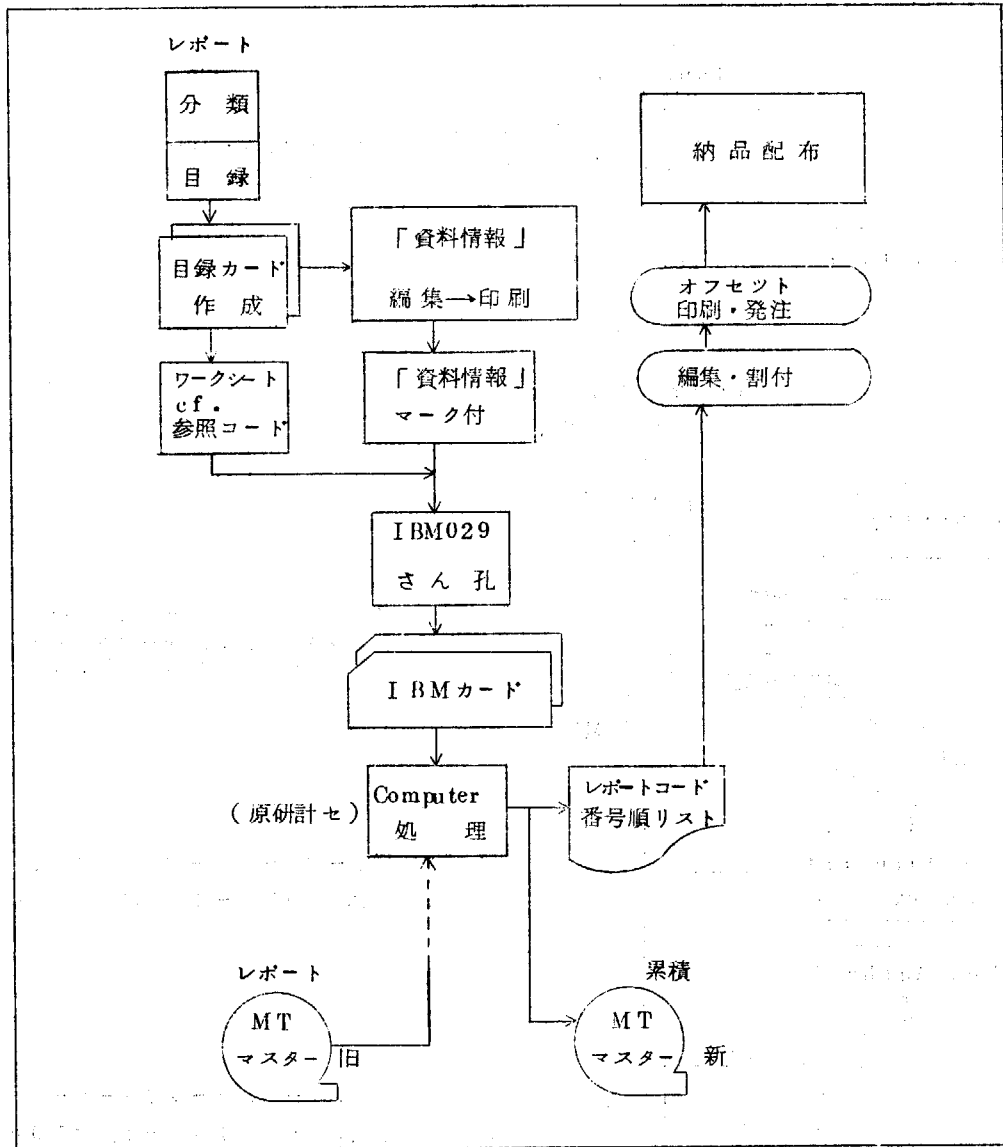 レポート
分類
目録
目録カード
作成
「資料情報」
編集→印刷
ワークシート
cf.
参照コード
「資料情報」
マーク付
IBM029
さん孔
IBMカード
(原研計セ)
Computer
処理
レポートコード
番号順リスト
編集・割付
オフセット
印刷・発注
納品配布
レポート
MT
マスター旧
累積
MT
マスター新